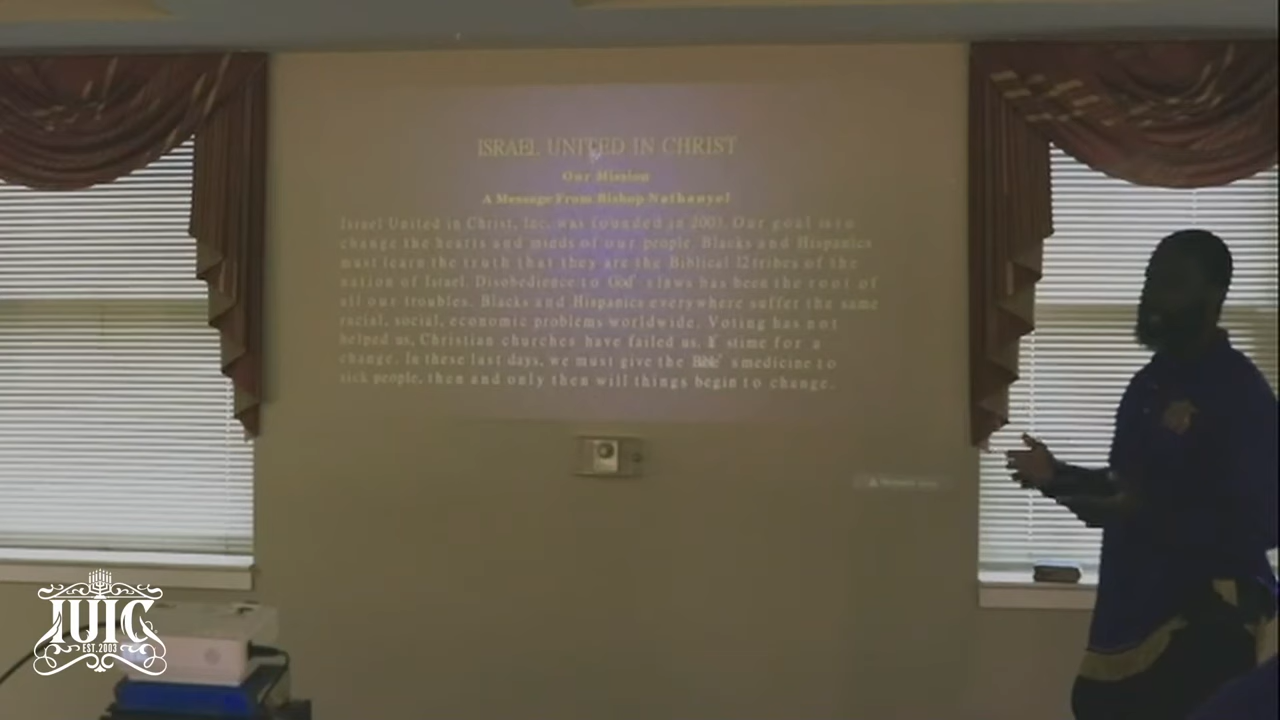 ISRAEL UNITED IN CHRIST
Our Mission
A Message From Bishop Nathanyel
Israel United in Christ, Inc. was founded in 2003. Our goal is to
change the hearts and minds of our people. Blacks and Hispanics
must learn the truth that they are the Biblical 12 tribes of the
nation of Israel. Disobedience to God's laws has been the root of
all our troubles. Blacks and Hispanics everywhere suffer the same
racial, social, economic problems worldwide. Voting has not
helped us, Christian churches have failed us. It's time for a
change. In these last days, we must give the Bible's medicine to
sick people, then and only then will things begin to change.
IUIC
EST. 2003